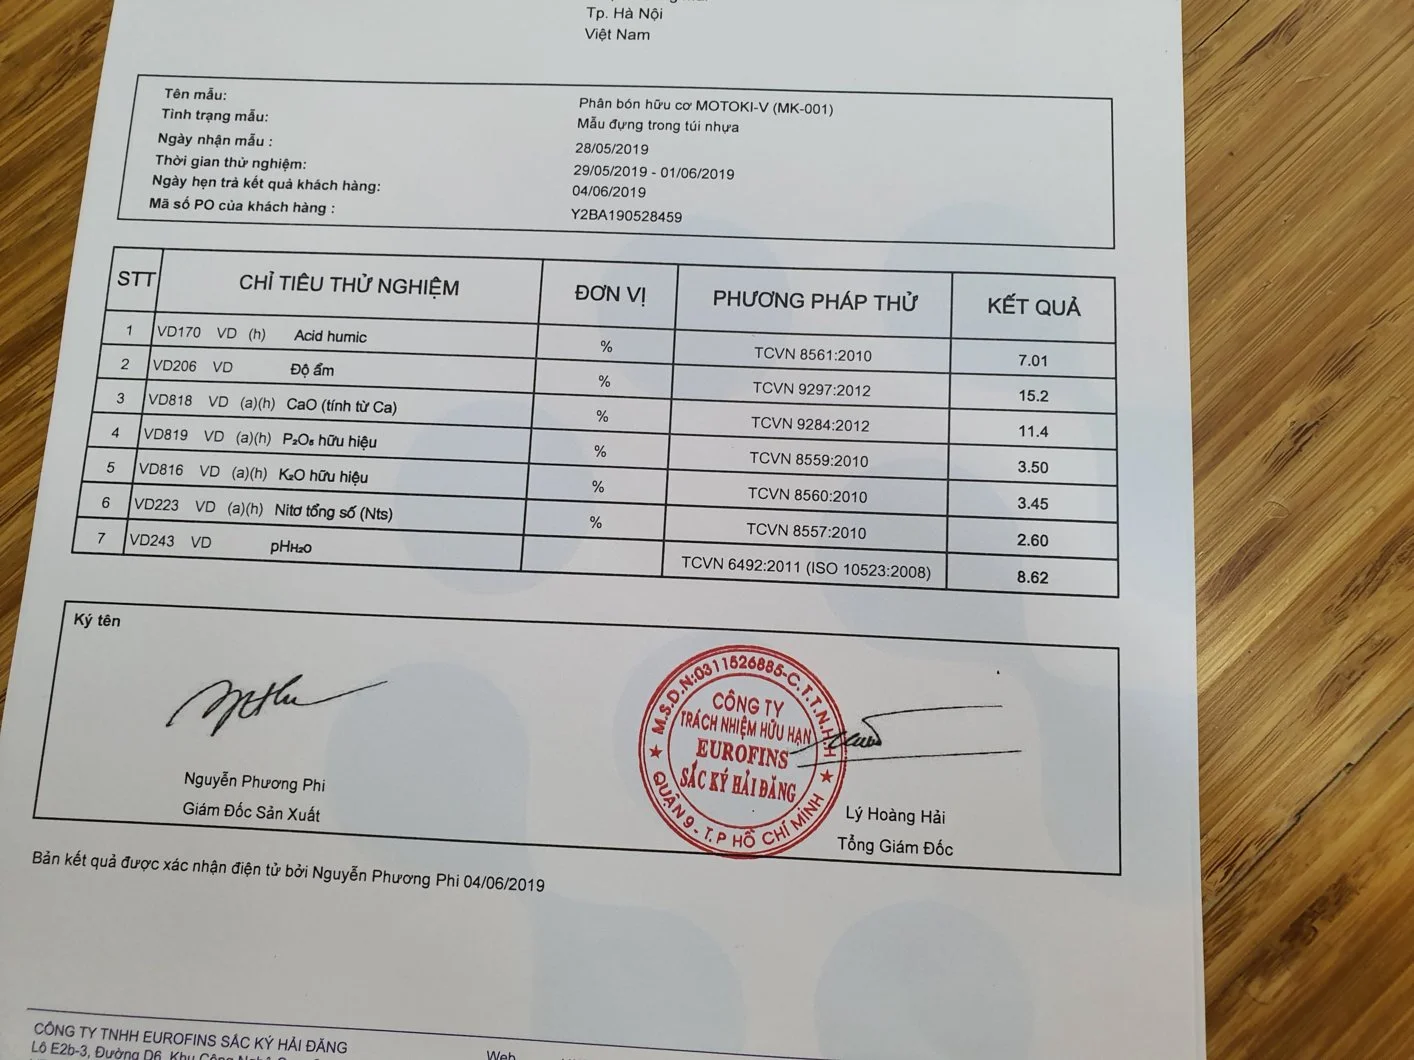 Tp. Hà Nội
Việt Nam
Tên mẫu: Phân bón hữu cơ MOTOKI-V (MK-001)
Tình trạng mẫu: Mẫu đựng trong túi nhựa
Ngày nhận mẫu : 28/05/2019
Thời gian thử nghiệm: 29/05/2019 - 01/06/2019
Ngày hẹn trả kết quả khách hàng: 04/06/2019
Mã số PO của khách hàng : Y2BA190528459
STT CHỈ TIÊU THỬ NGHIỆM ĐƠN VỊ PHƯƠNG PHÁP THỬ KẾT QUẢ
1 VD170 VD (h) Acid humic % TCVN 8561:2010 7.01
2 VD206 VD Độ ẩm % TCVN 9297:2012 15.2
3 VD818 VD (a)(h) CaO (tính từ Ca) % TCVN 9284:2012 11.4
4 VD819 VD (a)(h) P₂O₅ hữu hiệu % TCVN 8559:2010 3.50
5 VD816 VD (a)(h) K₂O hữu hiệu % TCVN 8560:2010 3.45
6 VD223 VD (a)(h) Nitơ tổng số (Nts) % TCVN 8557:2010 2.60
7 VD243 VD pHH₂O TCVN 6492:2011 (ISO 10523:2008) 8.62
Ký tên
M.S.D.N:0311526885-C.T.T.N.H.H
CÔNG TY
TRÁCH NHIỆM HỮU HẠN
EUROFINS
SẮC KÝ HẢI ĐĂNG
QUẬN 9 - T.P HỒ CHÍ MINH
Nguyễn Phương Phi
Giám Đốc Sản Xuất
Lý Hoàng Hải
Tổng Giám Đốc
Bản kết quả được xác nhận điện tử bởi Nguyễn Phương Phi 04/06/2019
CÔNG TY TNHH EUROFINS SẮC KÝ HẢI ĐĂNG
Lô E2b-3, Đường D6, Khu Công Nghệ
Web